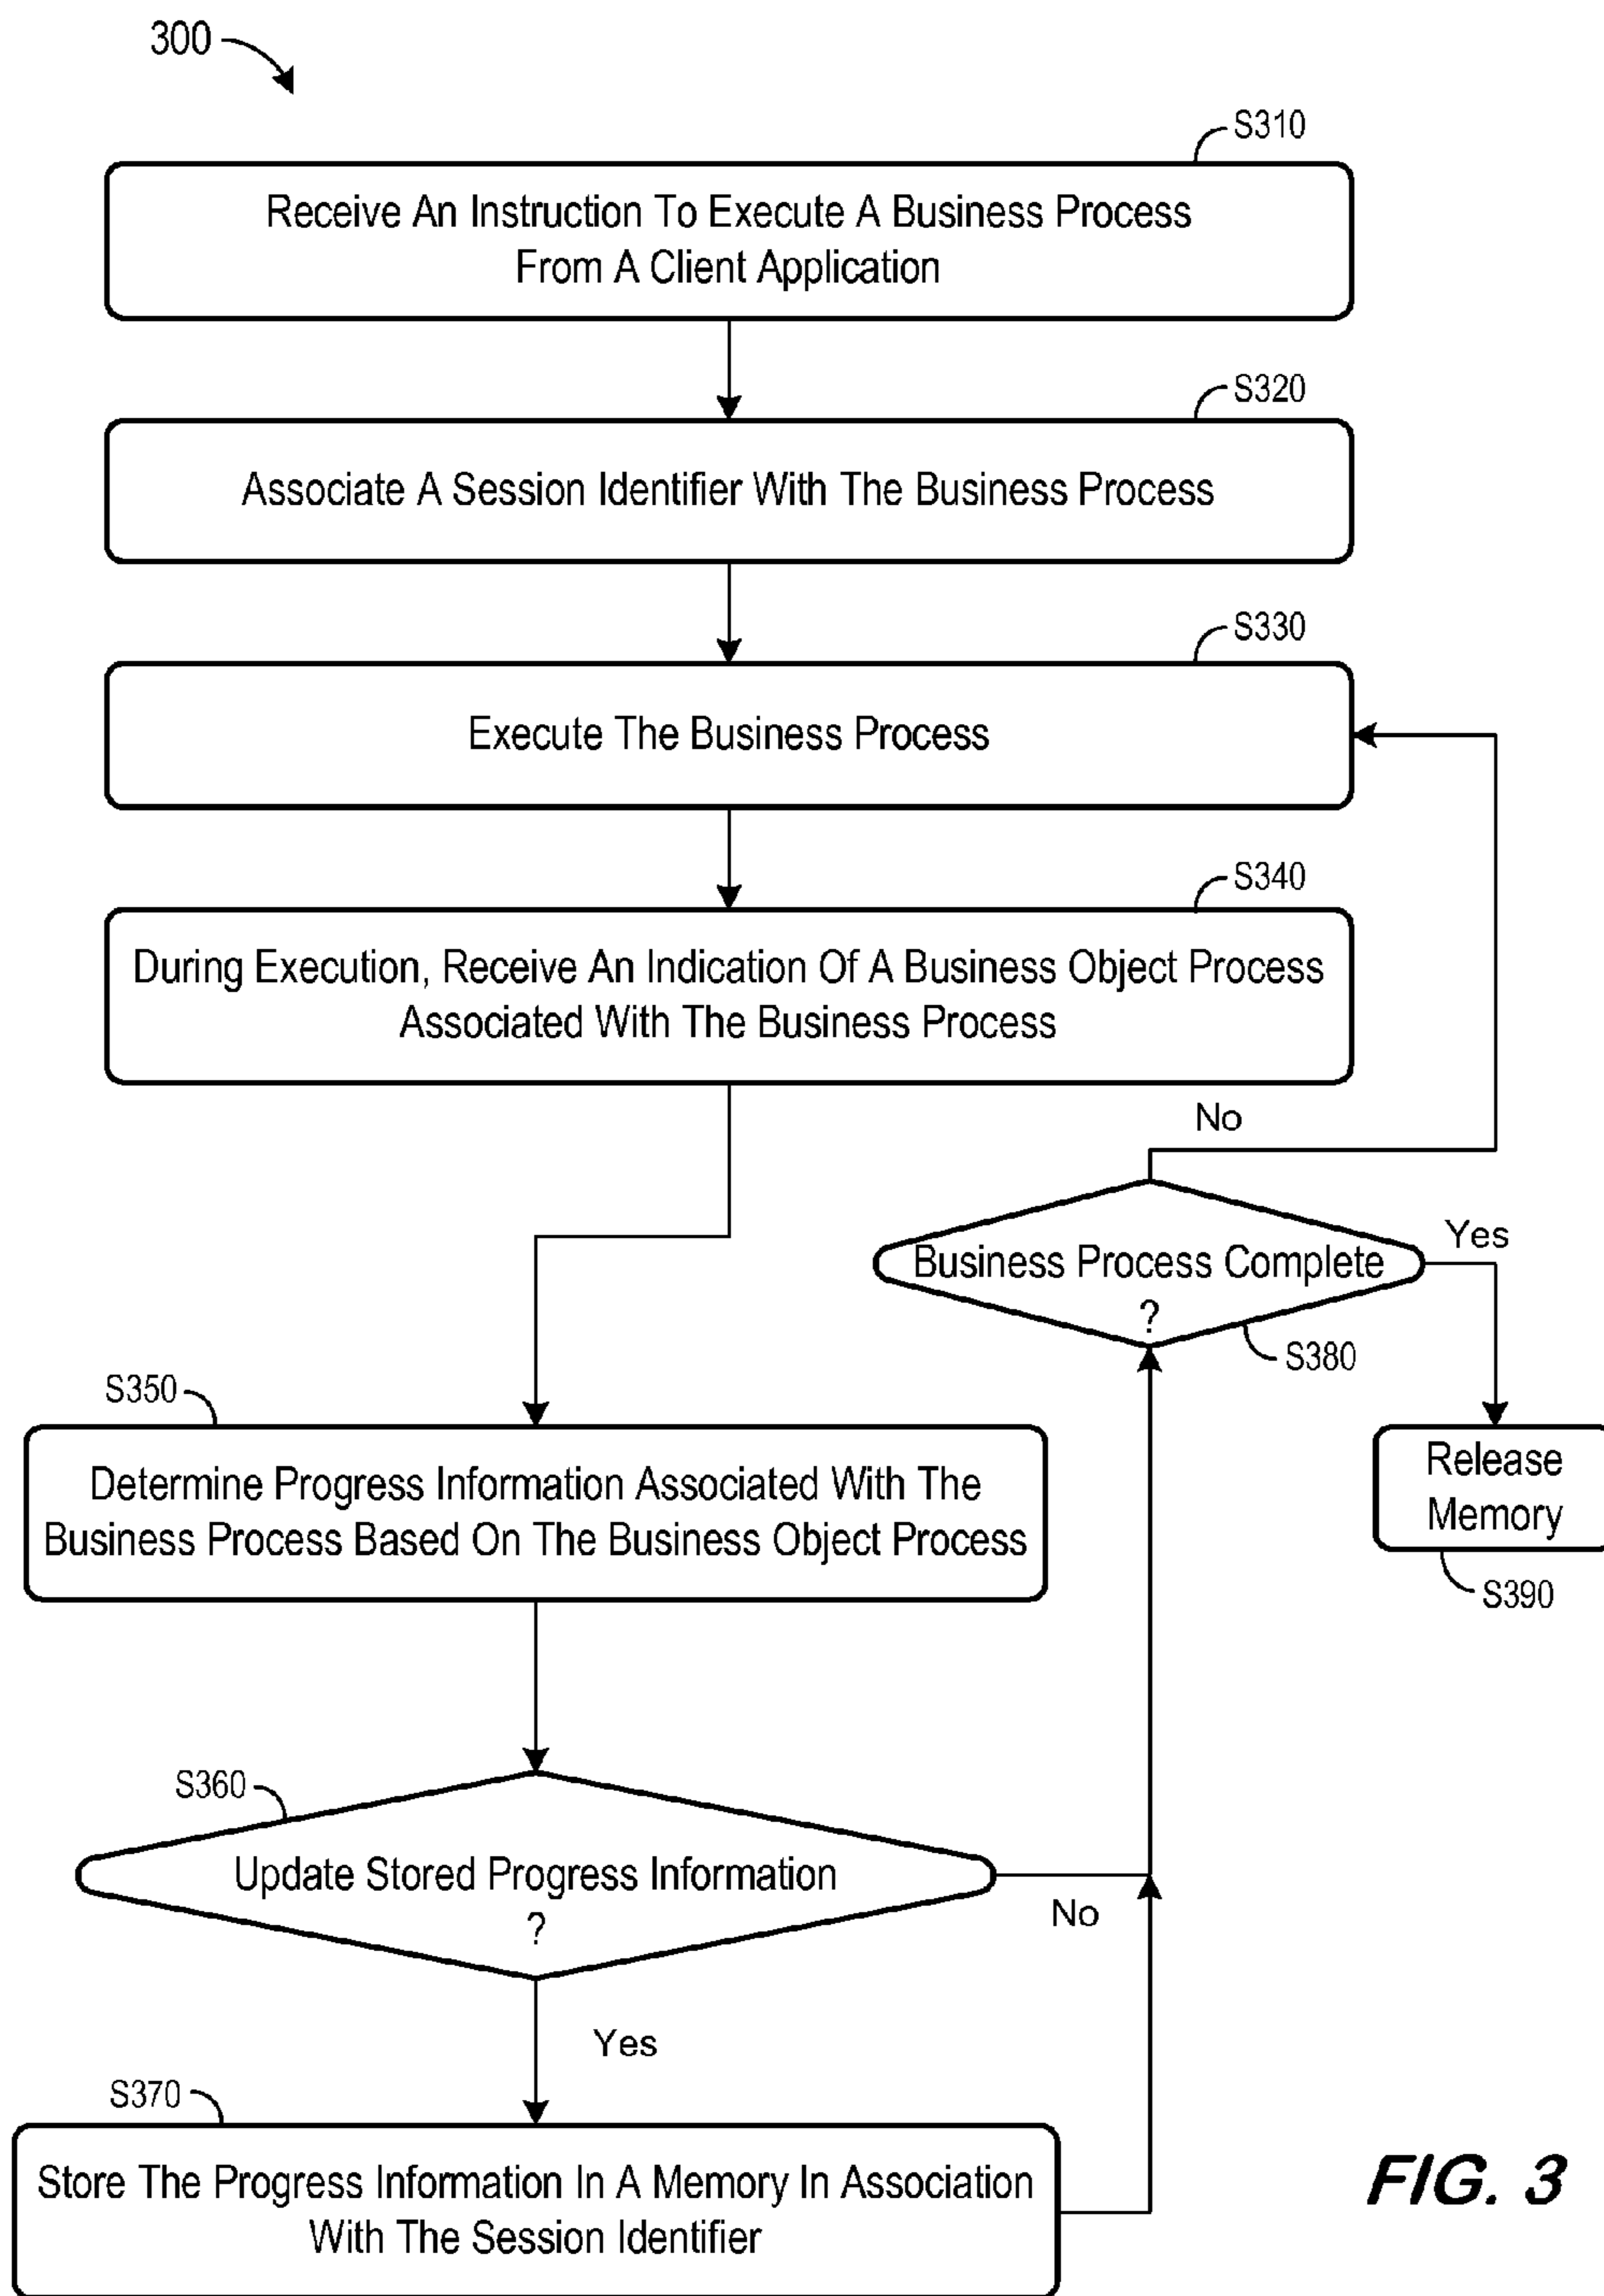 300
S310
Receive An Instruction To Execute A Business Process
From A Client Application
S320
Associate A Session Identifier With The Business Process
S330
Execute The Business Process
S340
During Execution, Receive An Indication Of A Business Object Process
Associated With The Business Process
No
Yes
Business Process Complete
?
S380
S350
Determine Progress Information Associated With The
Business Process Based On The Business Object Process
Release
Memory
S390
S360
Update Stored Progress Information
?
No
Yes
S370
Store The Progress Information In A Memory In Association
With The Session Identifier
FIG. 3